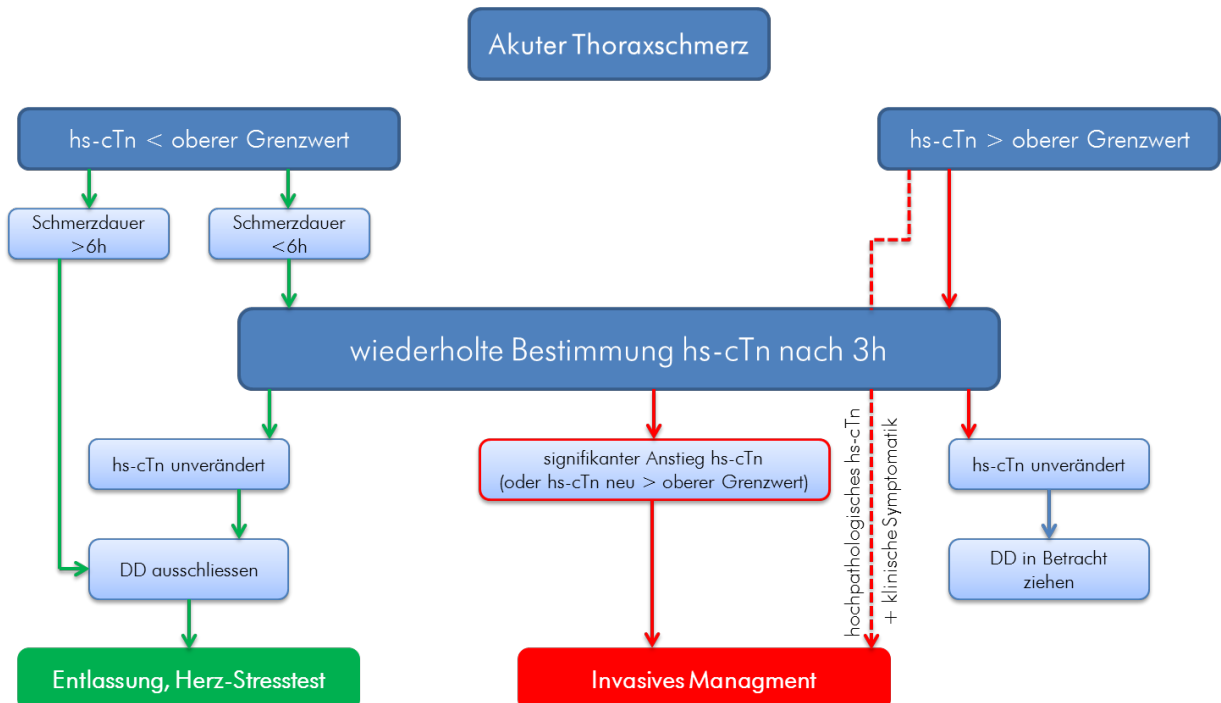 Akuter Thoraxschmerz
hs-cTn < oberer Grenzwert
hs-cTn > oberer Grenzwert
Schmerzdauer
>6h
Schmerzdauer
<6h
wiederholte Bestimmung hs-cTn nach 3h
hs-cTn unverändert
signifikanter Anstieg hs-cTn
(oder hs-cTn neu > oberer Grenzwert)
hochpathologisches hs-cTn
+ klinische Symptomatik
hs-cTn unverändert
DD ausschliessen
DD in Betracht
ziehen
Entlassung, Herz-Stresstest
Invasives Managment